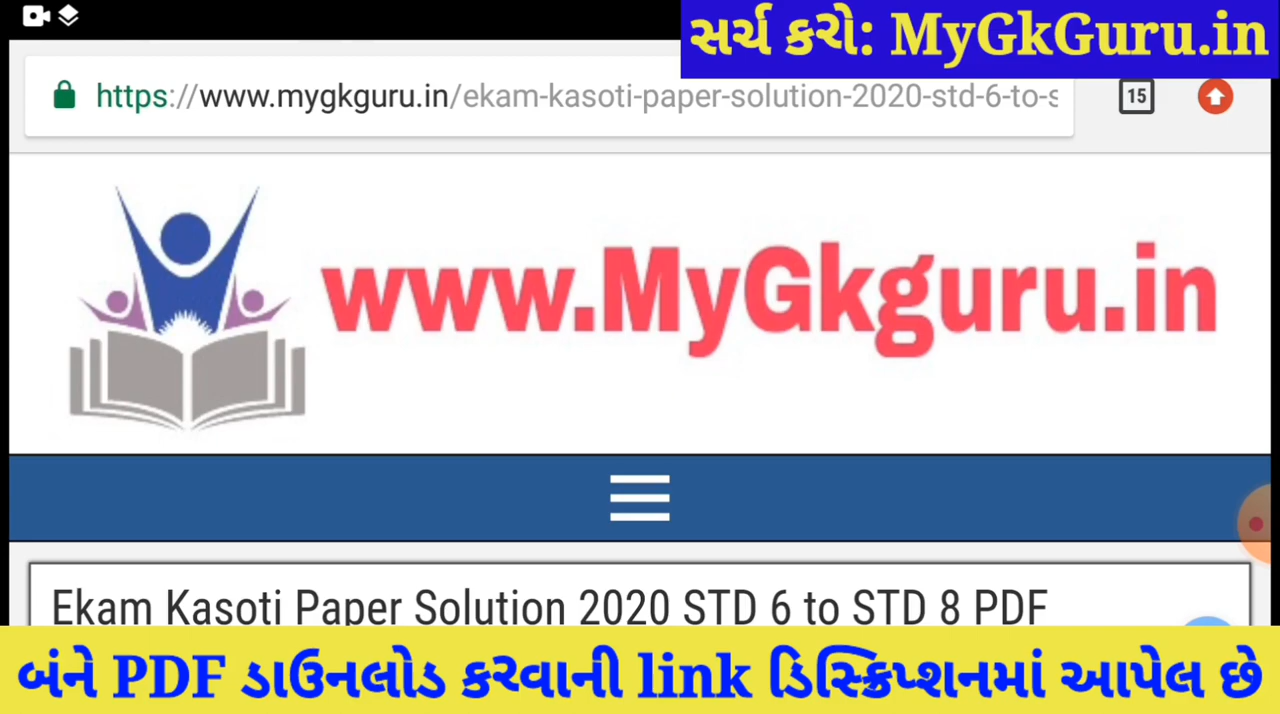 સર્ચ કરો: MyGkGuru.in
https://www.mygkguru.in/ekam-kasoti-paper-solution-2020-std-6-to-s
15
www.MyGkguru.in
Ekam Kasoti Paper Solution 2020 STD 6 to STD 8 PDF
બંને PDF ડાઉનલોડ કરવાની link ડિસ્ક્રિપ્શનમાં આપેલ છે